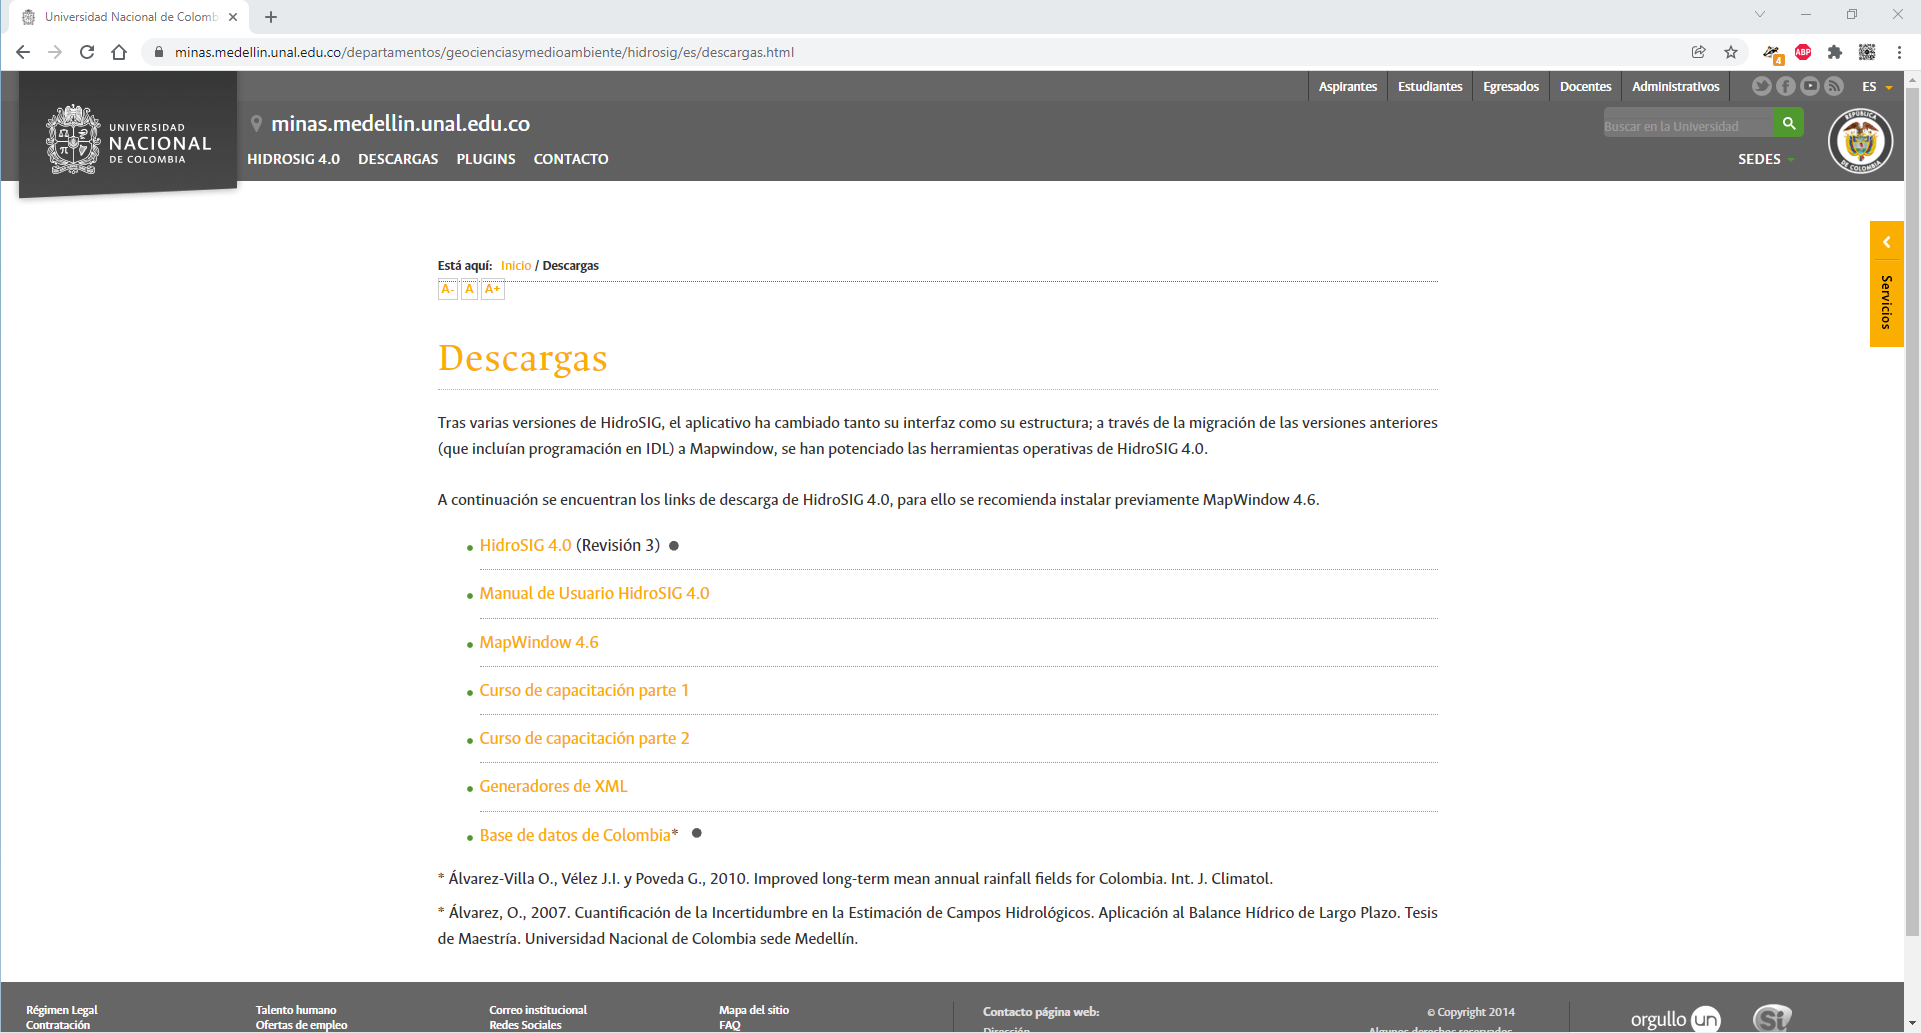 Universidad Nacional de Colomb
minas.medellin.unal.edu.co/departamentos/geocienciasymedioambiente/hidrosig/es/descargas.html
4
ABP
Aspirantes
Estudiantes
Egresados
Docentes
Administrativos
ES
UNIVERSIDAD
NACIONAL
DE COLOMBIA
minas.medellin.unal.edu.co
Buscar en la Universidad
REPUBLICA
DE COLOMBIA
HIDROSIG 4.0
DESCARGAS
PLUGINS
CONTACTO
SEDES
Servicios
Está aquí: Inicio / Descargas
A- A A+
Descargas
Tras varias versiones de HidroSIG, el aplicativo ha cambiado tanto su interfaz como su estructura; a través de la migración de las versiones anteriores
(que incluían programación en IDL) a Mapwindow, se han potenciado las herramientas operativas de HidroSIG 4.0.
A continuación se encuentran los links de descarga de HidroSIG 4.0, para ello se recomienda instalar previamente MapWindow 4.6.
HidroSIG 4.0 (Revisión 3)
Manual de Usuario HidroSIG 4.0
MapWindow 4.6
Curso de capacitación parte 1
Curso de capacitación parte 2
Generadores de XML
Base de datos de Colombia*
* Álvarez-Villa O., Vélez J.I. y Poveda G., 2010. Improved long-term mean annual rainfall fields for Colombia. Int. J. Climatol.
* Álvarez, O., 2007. Cuantificación de la Incertidumbre en la Estimación de Campos Hidrológicos. Aplicación al Balance Hídrico de Largo Plazo. Tesis
de Maestría. Universidad Nacional de Colombia sede Medellín.
Régimen Legal
Contratación
Talento humano
Ofertas de empleo
Correo institucional
Redes Sociales
Mapa del sitio
FAQ
Contacto página web:
Dirección
© Copyright 2014
Algunos derechos reservados.
orgullo un
Si